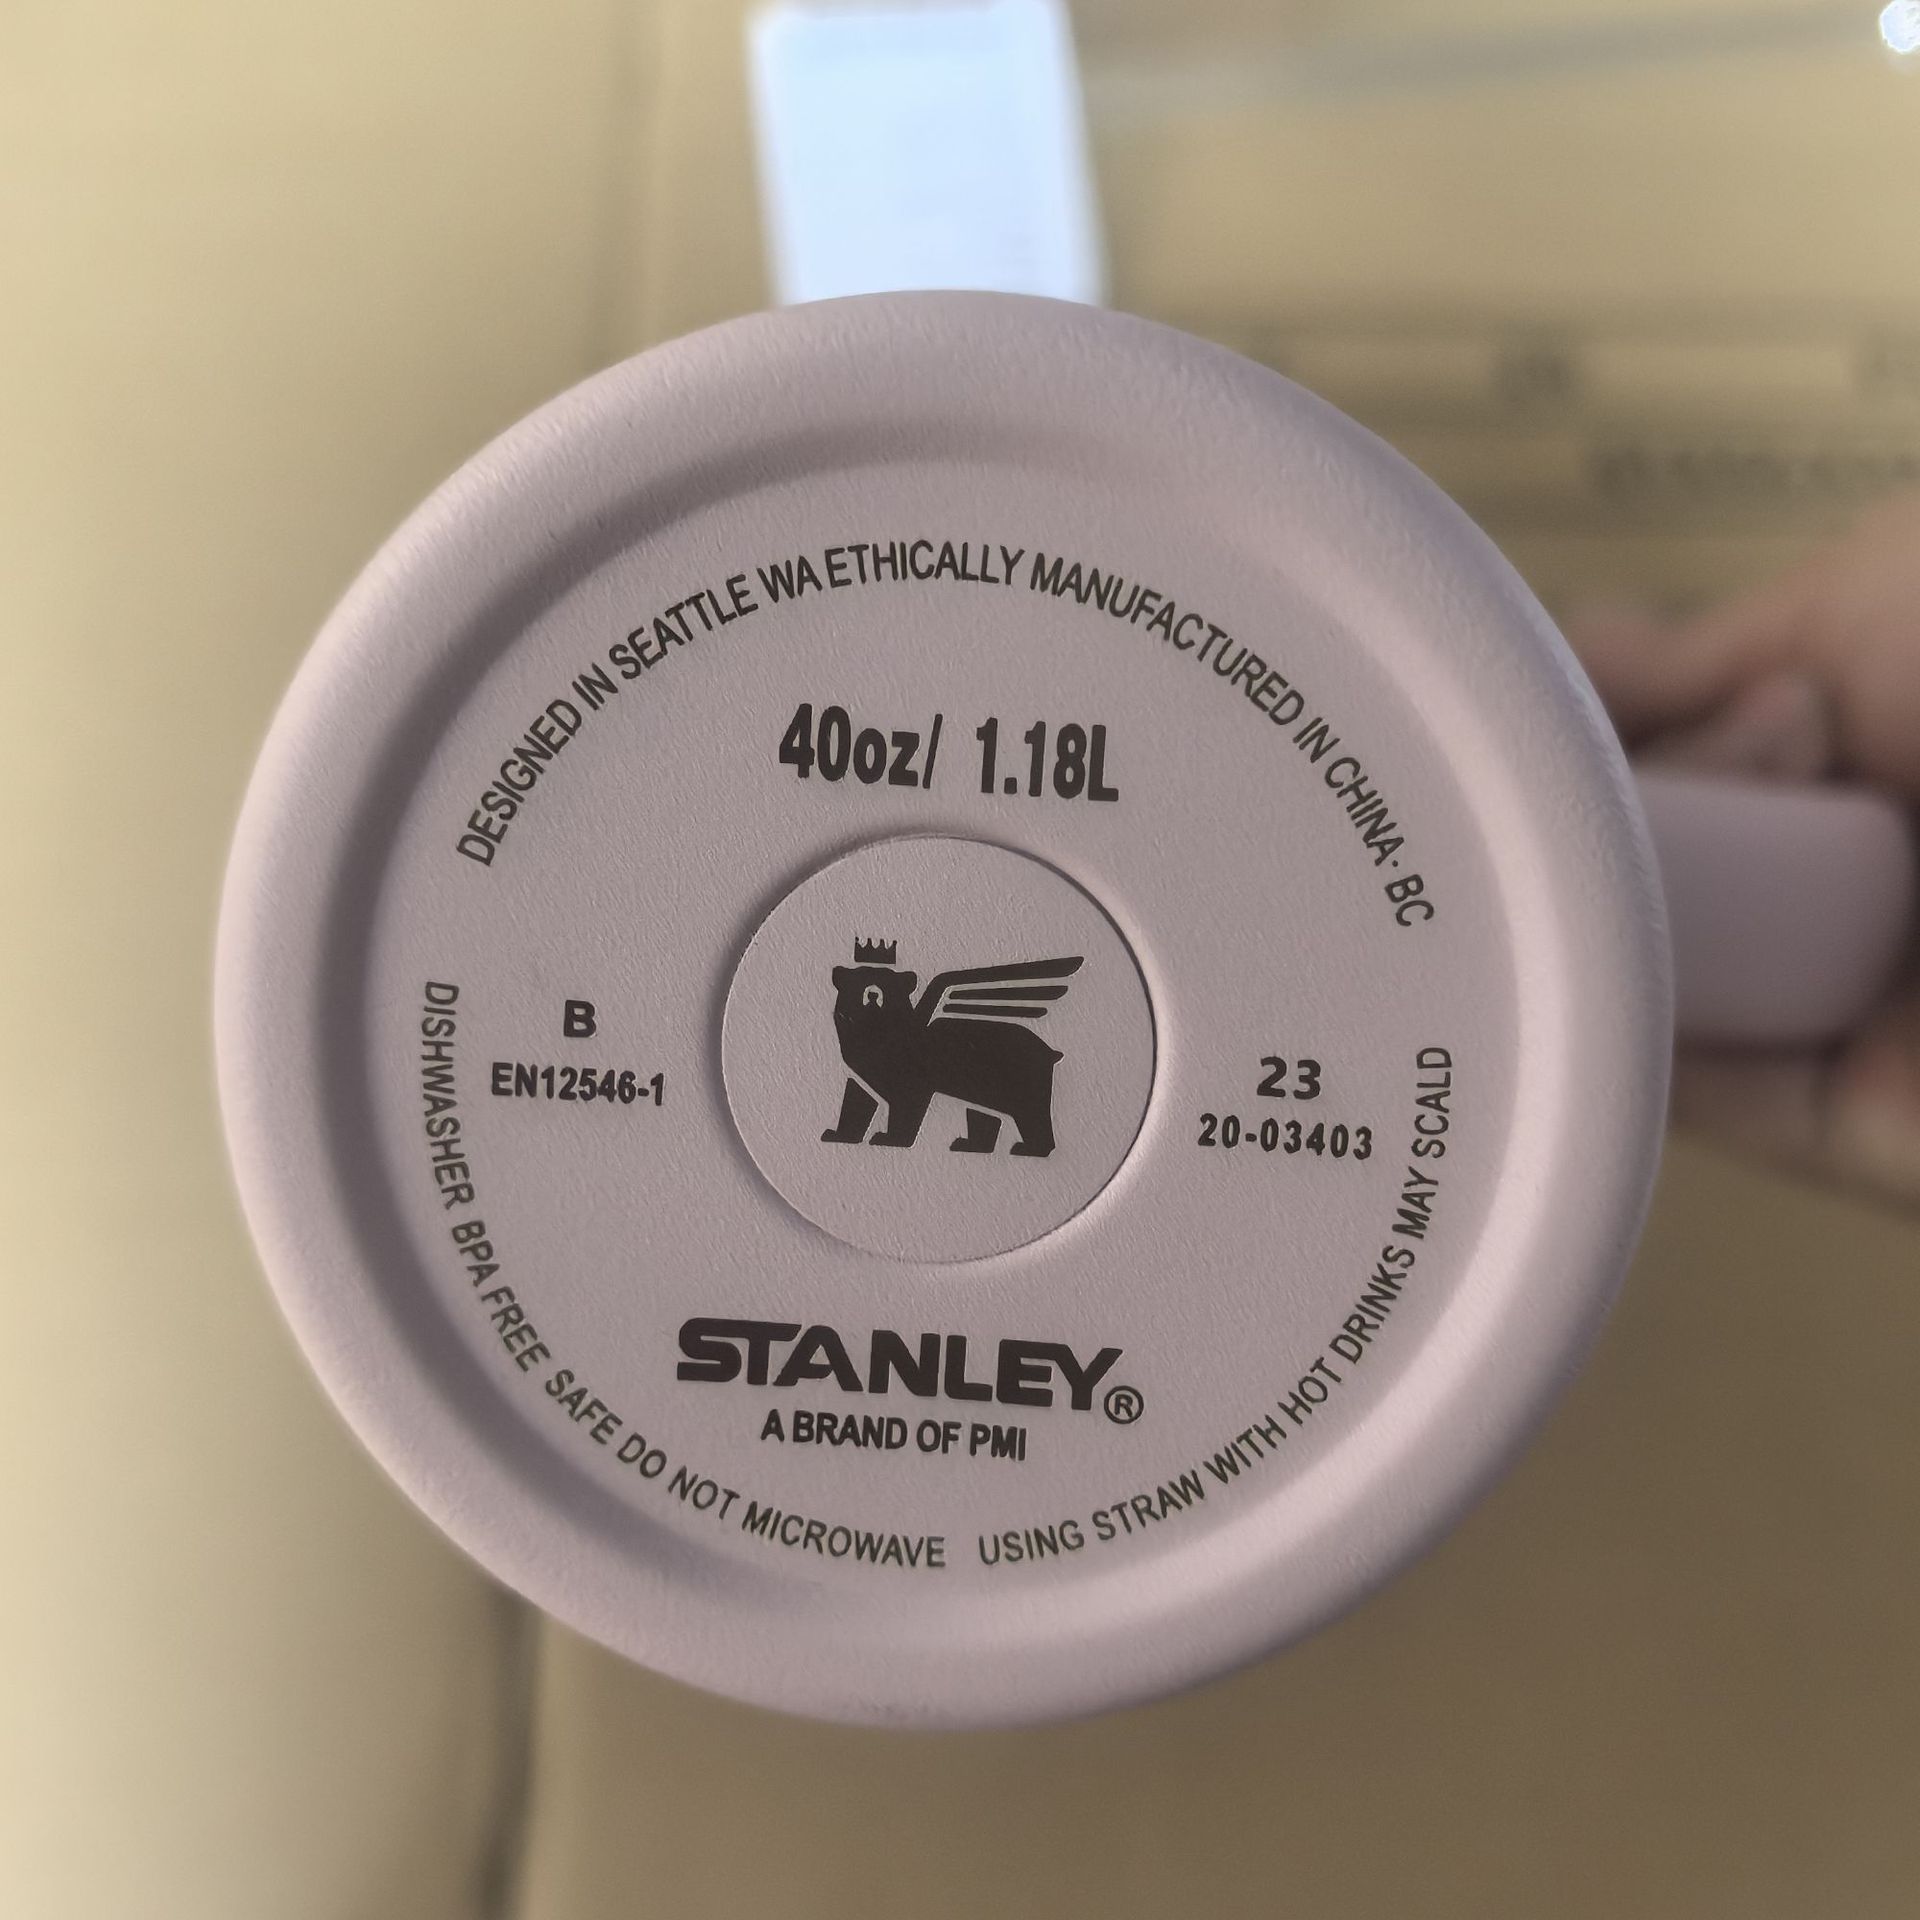 DESIGNED IN SEATTLE WA ETHICALLY MANUFACTURED IN CHINA· BC
40oz/ 1.18L
B
EN12546-1
23
20-03403
STANLEY®
A BRAND OF PMI
DISHWASHER BPA FREE SAFE DO NOT MICROWAVE USING STRAW WITH HOT DRINKS MAY SCALD